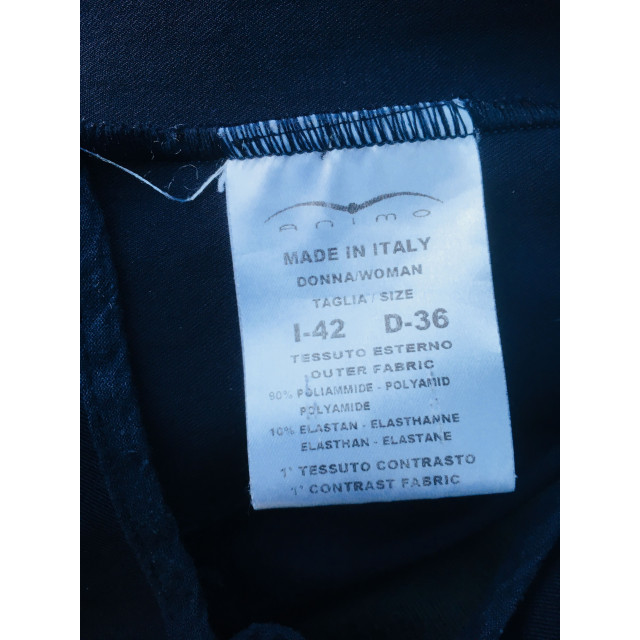 animo
MADE IN ITALY
DONNA/WOMAN
TAGLIA/SIZE
I-42 D-36
TESSUTO ESTERNO
OUTER FABRIC
90% POLIAMMIDE - POLYAMID
POLYAMIDE
10% ELASTAN - ELASTHANNE
ELASTHAN - ELASTANE
1° TESSUTO CONTRASTO
1° CONTRAST FABRIC